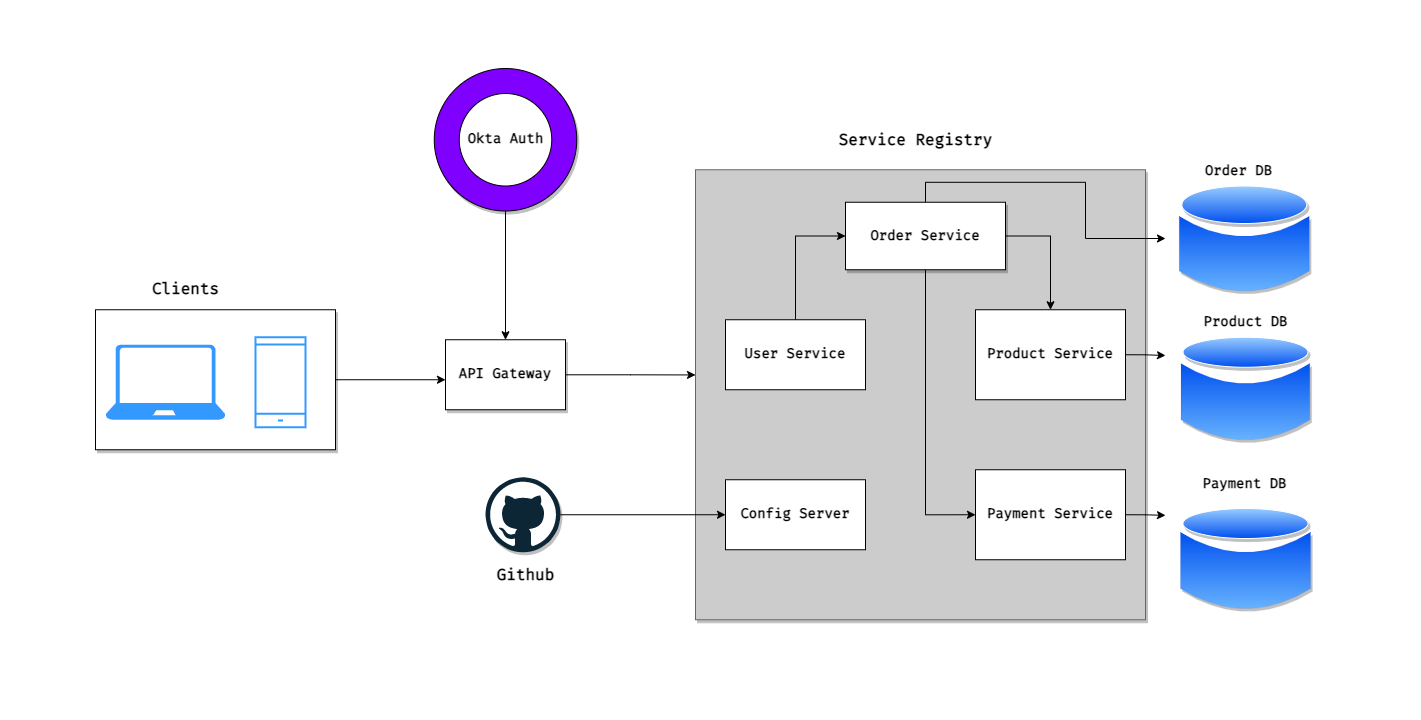 Okta Auth
Service Registry
Order DB
Order Service
Clients
Product DB
API Gateway
User Service
Product Service
Payment DB
Config Server
Payment Service
Github